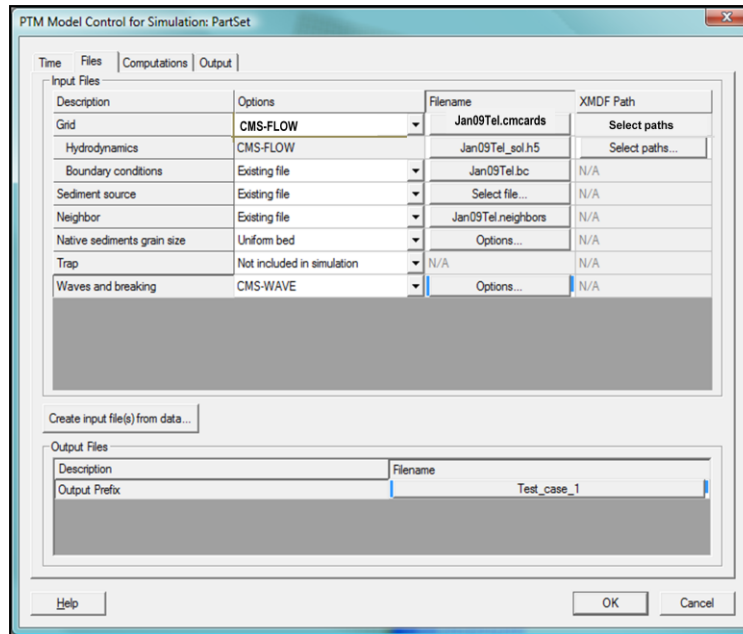 PTM Model Control for Simulation: PartSet
Time Files Computations Output
Input Files
Description Options Filename XMDF Path
Grid CMS-FLOW Jan09Tel.cmcards Select paths
Hydrodynamics CMS-FLOW Jan09Tel_sol.h5 Select paths...
Boundary conditions Existing file Jan09Tel.bc N/A
Sediment source Existing file Select file... N/A
Neighbor Existing file Jan09Tel.neighbors N/A
Native sediments grain size Uniform bed Options... N/A
Trap Not included in simulation N/A N/A
Waves and breaking CMS-WAVE Options... N/A
Create input file(s) from data...
Output Files
Description Filename
Output Prefix Test_case_1
Help OK Cancel